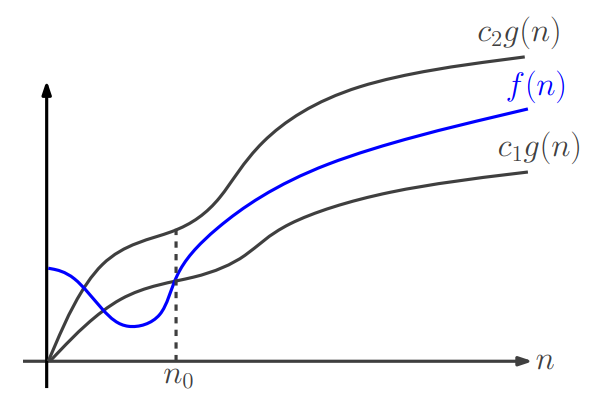 c₂g(n)
f(n)
c₁g(n)
n
n₀